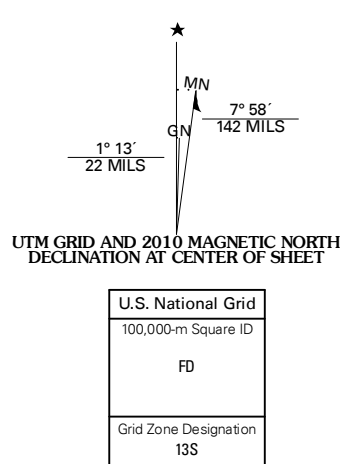 ★
MN
7° 58´
142 MILS
GN
1° 13´
22 MILS
UTM GRID AND 2010 MAGNETIC NORTH
DECLINATION AT CENTER OF SHEET
U.S. National Grid
100,000-m Square ID
FD
Grid Zone Designation
13S